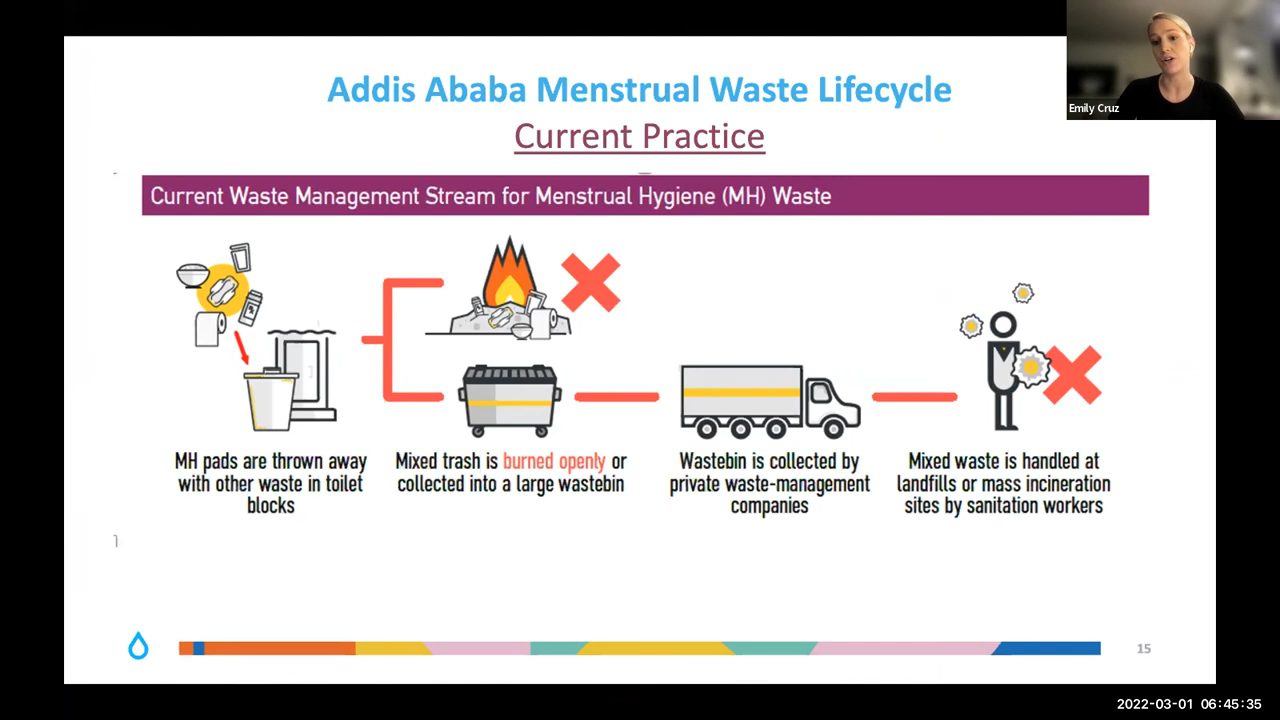 Addis Ababa Menstrual Waste Lifecycle
Current Practice
Emily Cruz
Current Waste Management Stream for Menstrual Hygiene (MH) Waste
MH pads are thrown away
with other waste in toilet
blocks
Mixed trash is burned openly or
collected into a large wastebin
Wastebin is collected by
private waste-management
companies
Mixed waste is handled at
landfills or mass incineration
sites by sanitation workers
15
2022-03-01 06:45:35